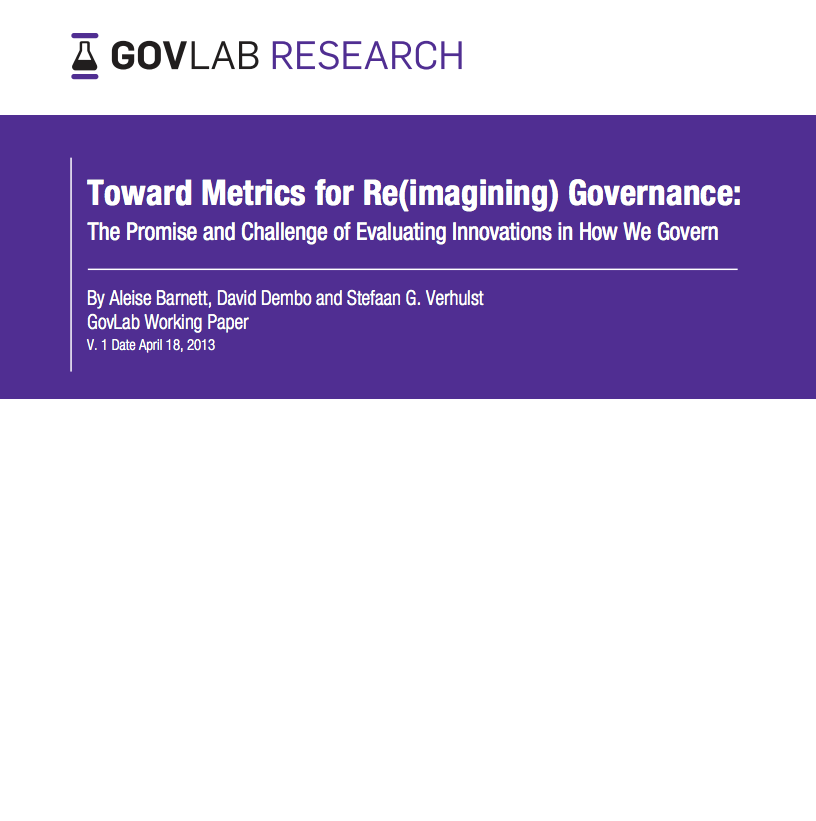 GOVLAB RESEARCH
Toward Metrics for Re(imagining) Governance:
The Promise and Challenge of Evaluating Innovations in How We Govern
By Aleise Barnett, David Dembo and Stefaan G. Verhulst
GovLab Working Paper
V. 1 Date April 18, 2013